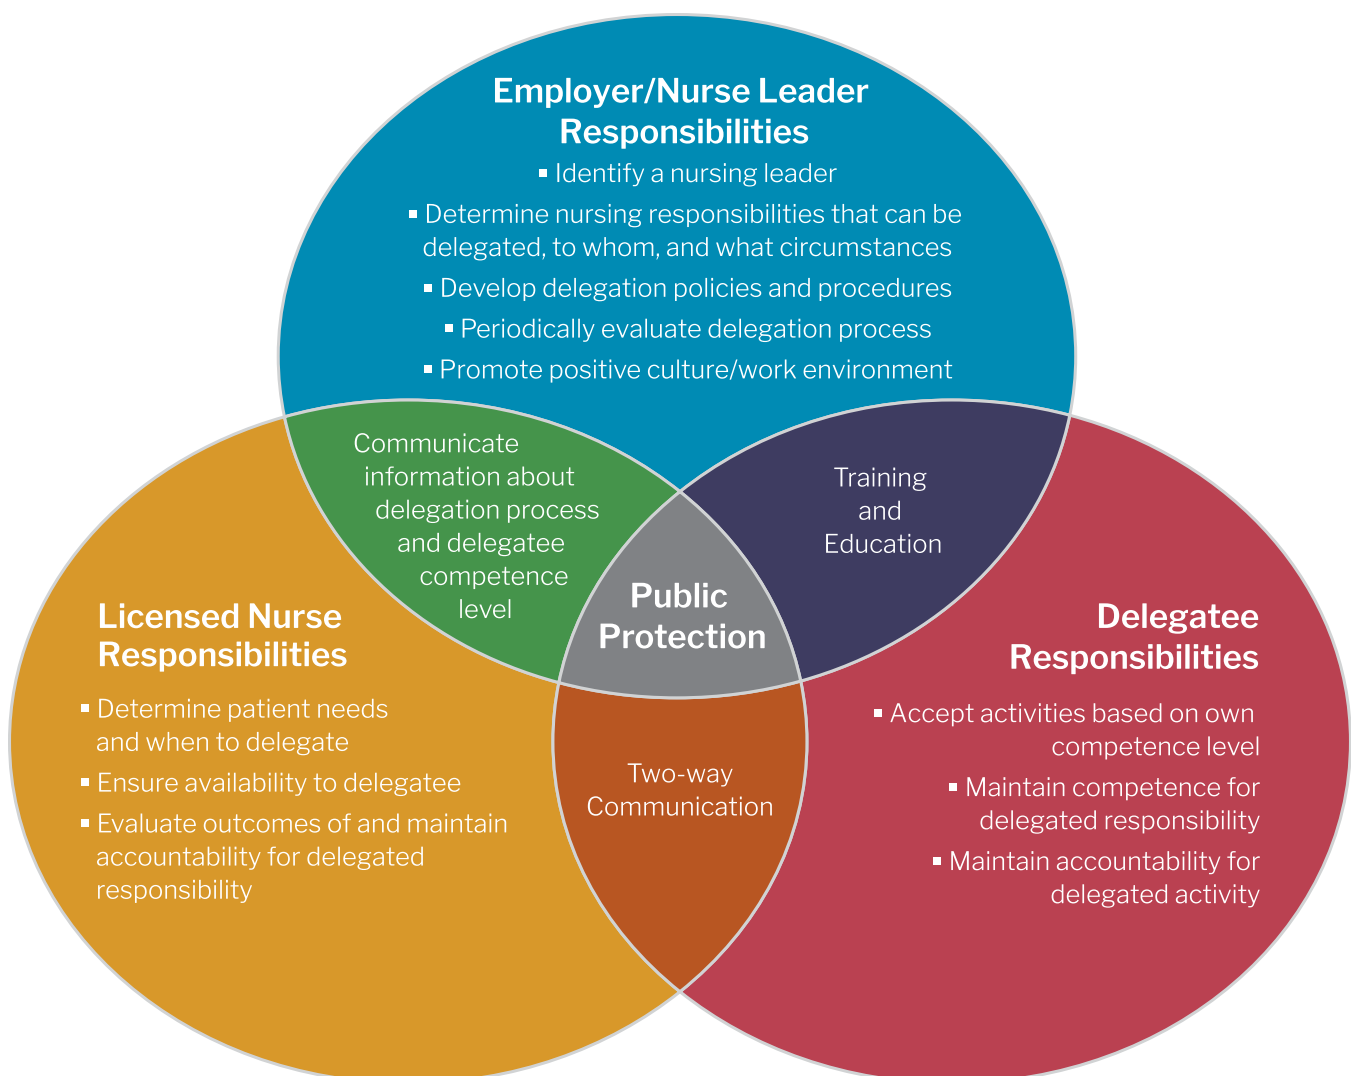 Employer/Nurse Leader
Responsibilities
▪ Identify a nursing leader
▪ Determine nursing responsibilities that can be
delegated, to whom, and what circumstances
▪ Develop delegation policies and procedures
▪ Periodically evaluate delegation process
▪ Promote positive culture/work environment
Communicate
information about
delegation process
and delegatee
competence
level
Training
and
Education
Public
Protection
Licensed Nurse
Responsibilities
▪ Determine patient needs
and when to delegate
▪ Ensure availability to delegatee
▪ Evaluate outcomes of and maintain
accountability for delegated
responsibility
Two-way
Communication
Delegatee
Responsibilities
▪ Accept activities based on own
competence level
▪ Maintain competence for
delegated responsibility
▪ Maintain accountability for
delegated activity